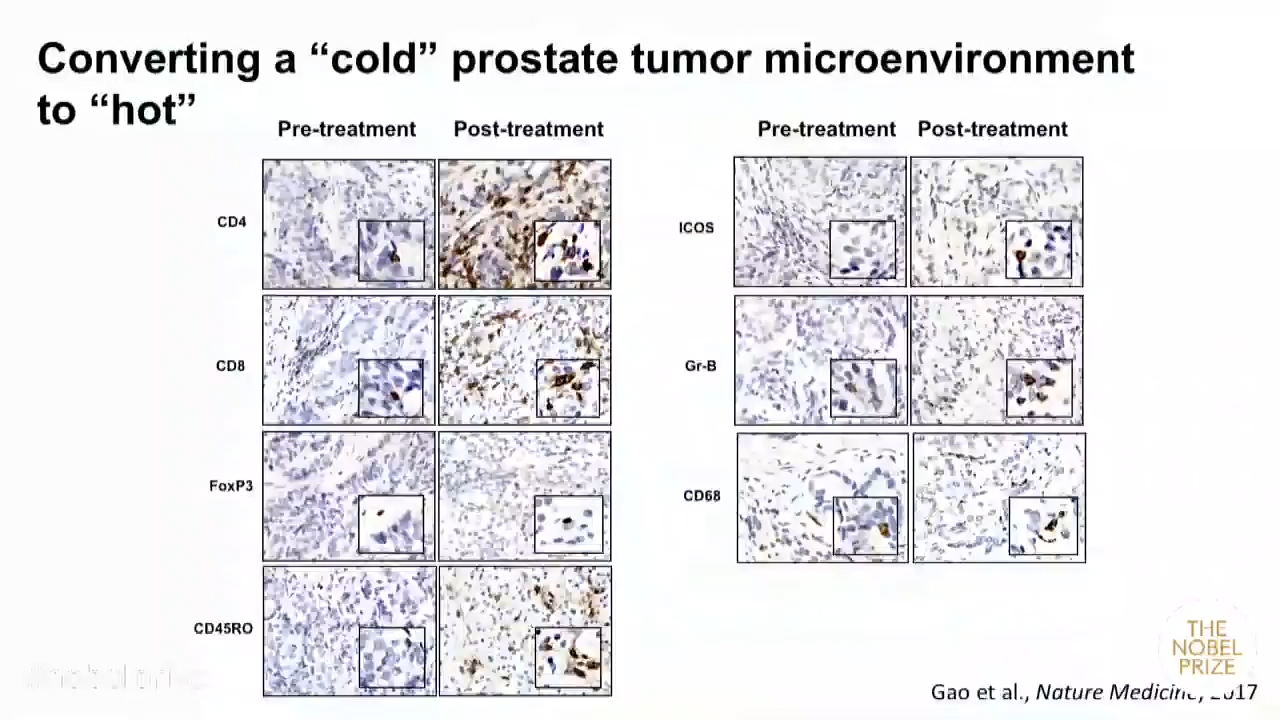 Converting a “cold” prostate tumor microenvironment
to “hot”
Pre-treatment
Post-treatment
CD4
CD8
FoxP3
CD45RO
Pre-treatment
Post-treatment
ICOS
Gr-B
CD68
THE
NOBEL
PRIZE
Gao et al., Nature Medicine, 2017